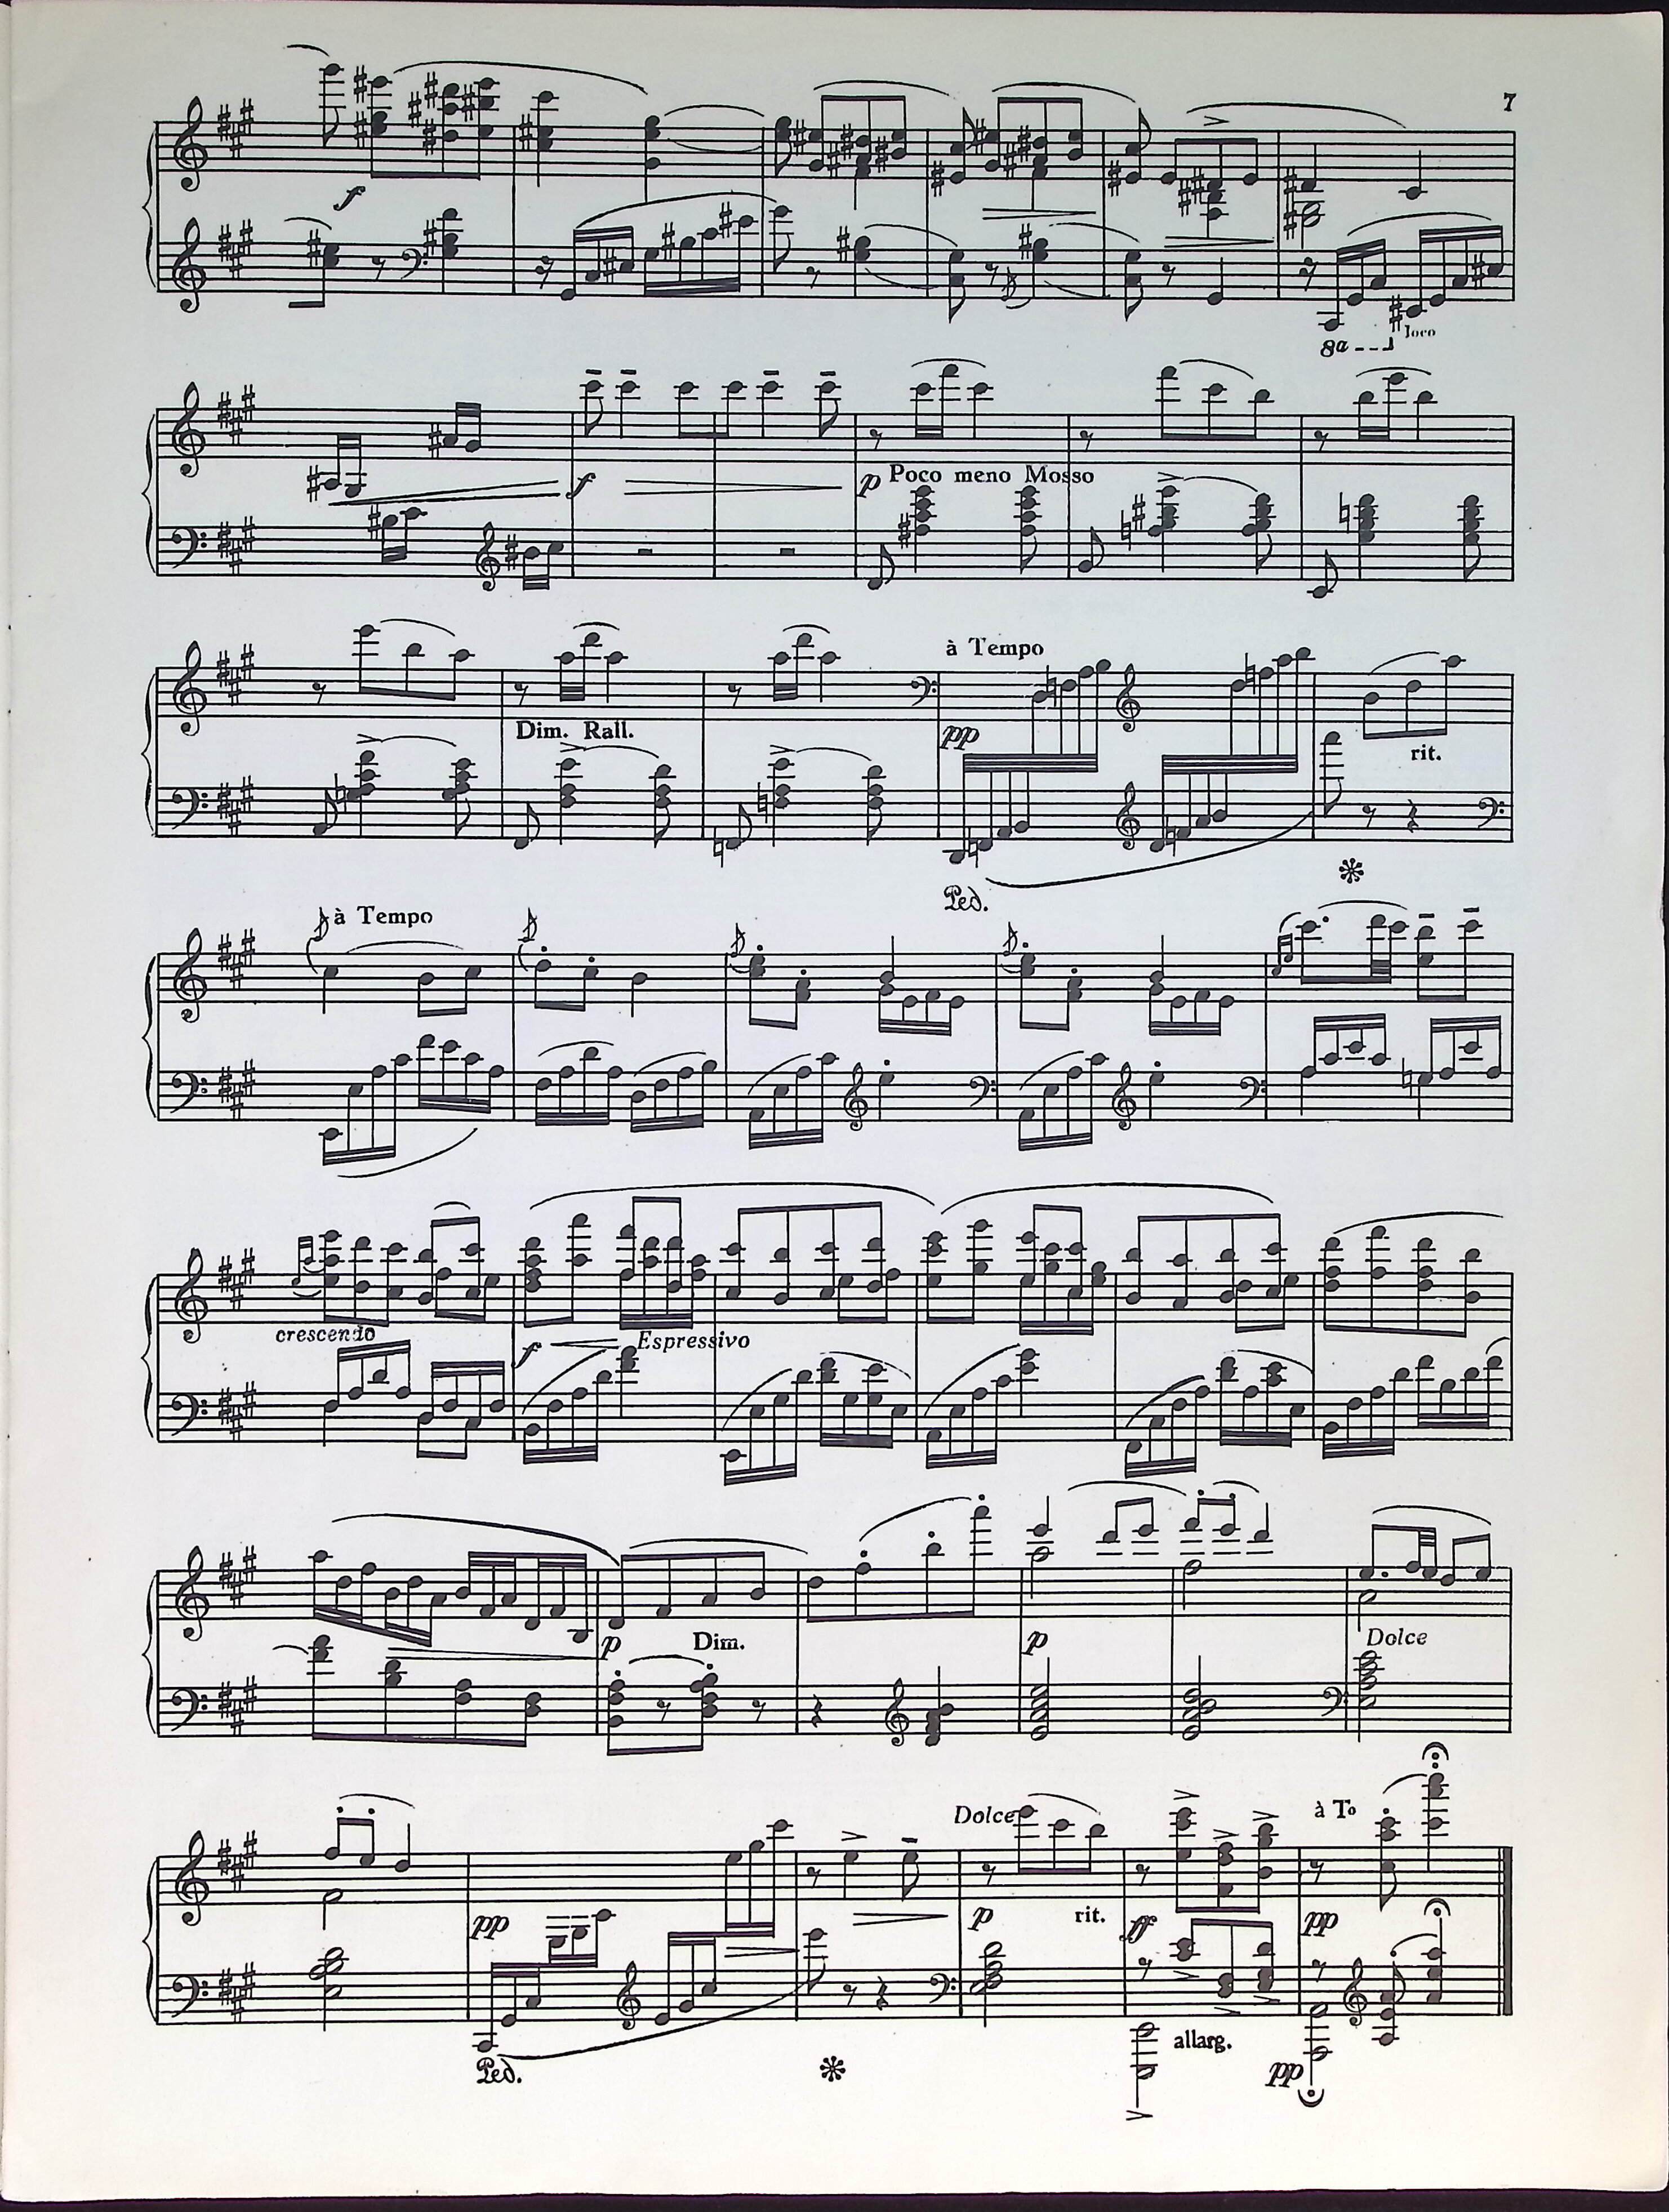 7
f
8a
loco
f
p Poco meno Mosso
à Tempo
Dim. Rall.
pp
rit.
Ped.
à Tempo
crescendo
f Espressivo
p Dim.
p
Dolce
Dolce
à To
pp
p rit.
ff
pp
allarg.
pp
Ped.